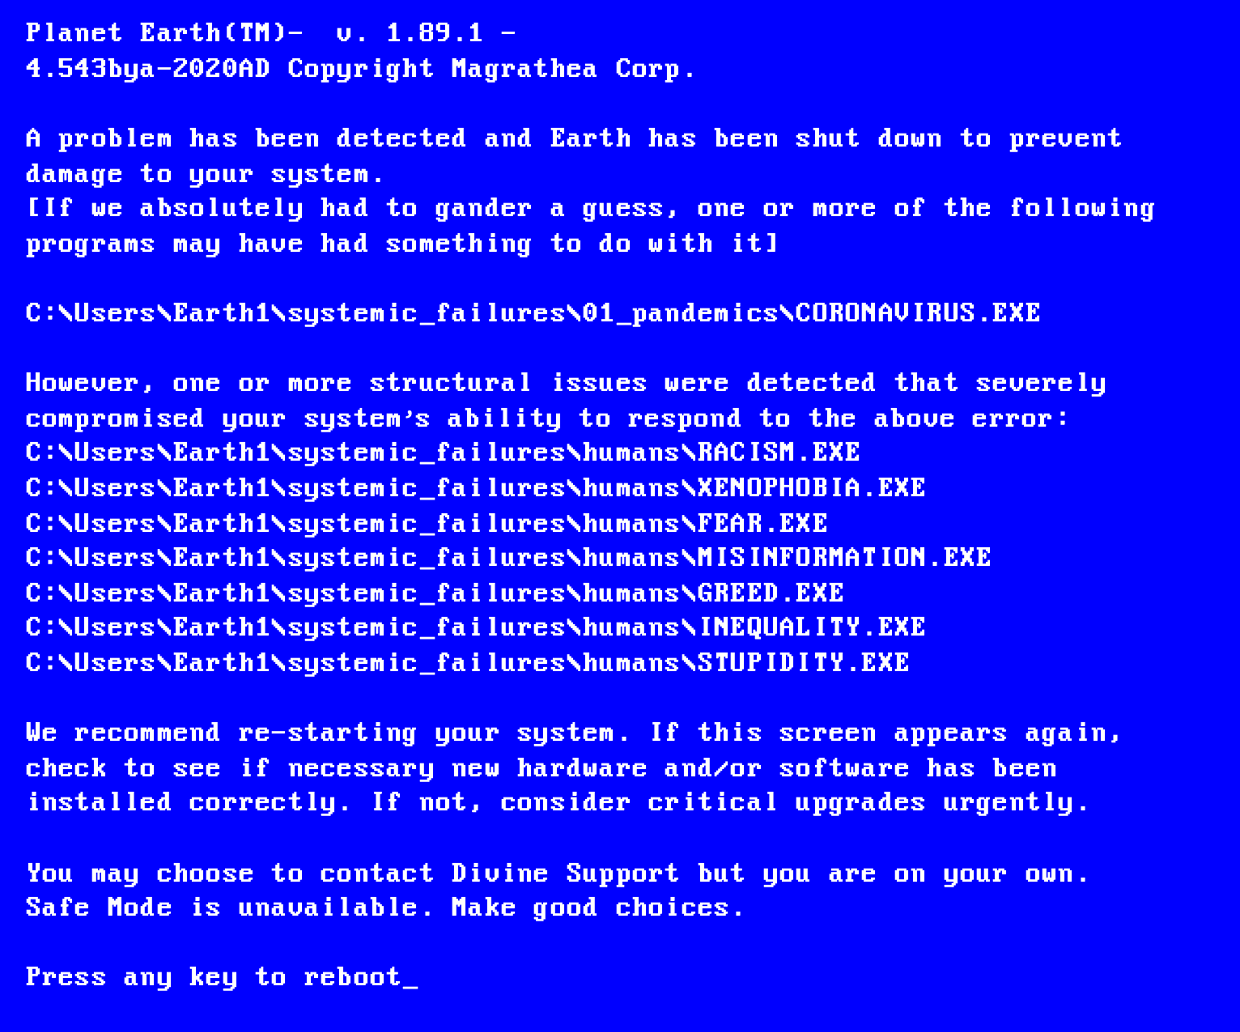 Planet Earth(TM)-  v. 1.89.1 -
4.543bya-2020AD Copyright Magrathea Corp.
A problem has been detected and Earth has been shut down to prevent
damage to your system.
[If we absolutely had to gander a guess, one or more of the following
programs may have had something to do with it]
C:\Users\Earth1\systemic_failures\01_pandemics\CORONAVIRUS.EXE
However, one or more structural issues were detected that severely
compromised your system's ability to respond to the above error:
C:\Users\Earth1\systemic_failures\humans\RACISM.EXE
C:\Users\Earth1\systemic_failures\humans\XENOPHOBIA.EXE
C:\Users\Earth1\systemic_failures\humans\FEAR.EXE
C:\Users\Earth1\systemic_failures\humans\MISINFORMATION.EXE
C:\Users\Earth1\systemic_failures\humans\GREED.EXE
C:\Users\Earth1\systemic_failures\humans\INEQUALITY.EXE
C:\Users\Earth1\systemic_failures\humans\STUPIDITY.EXE
We recommend re-starting your system. If this screen appears again,
check to see if necessary new hardware and/or software has been
installed correctly. If not, consider critical upgrades urgently.
You may choose to contact Divine Support but you are on your own.
Safe Mode is unavailable. Make good choices.
Press any key to reboot_